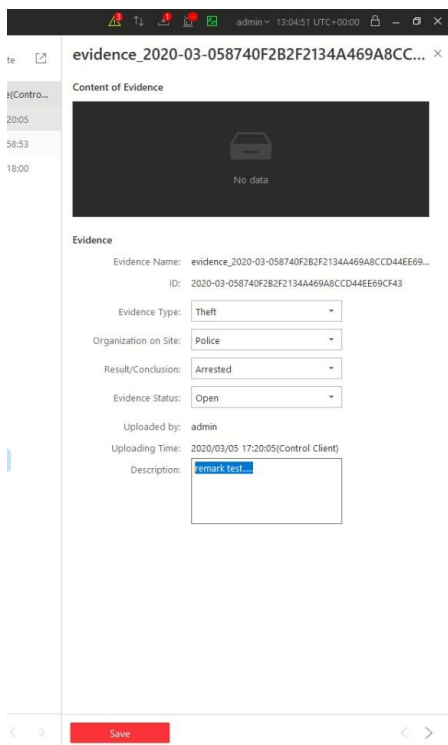 3 1 admin 13:04:51 UTC+00:00
te
evidence_2020-03-058740F2B2F2134A469A8CC...
Content of Evidence
e(Contro...
20:05
58:53
18:00
No data
Evidence
Evidence Name: evidence_2020-03-058740F2B2F2134A469A8CCD44EE69...
ID: 2020-03-058740F2B2F2134A469A8CCD44EE69CF43
Evidence Type: Theft
Organization on Site: Police
Result/Conclusion: Arrested
Evidence Status: Open
Uploaded by: admin
Uploading Time: 2020/03/05 17:20:05(Control Client)
Description: remark test.....
Save